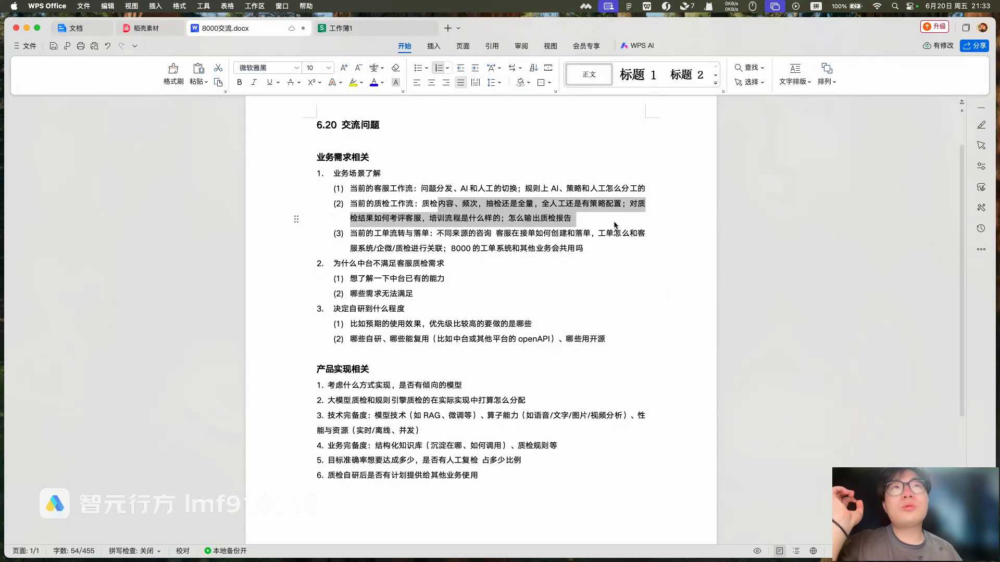 WPS Office 文件 编辑 视图 插入 格式 工具 表格 工作区 窗口 帮助
7 0KB/s 0KB/s 拼 100% 6月20日 周五 21:33
文档 稻壳素材 8000交流.docx 工作簿1 升级
文件 开始 插入 页面 引用 审阅 视图 会员专享 WPS AI 有修改 分享
格式刷 粘贴 微软雅黑 10 正文 标题 1 标题 2 查找 选择 文字排版 排列
6.20 交流问题
业务需求相关
1. 业务场景了解
(1) 当前的客服工作流：问题分发、AI 和人工的切换；规则上 AI、策略和人工怎么分工的
(2) 当前的质检工作流：质检内容、频次，抽检还是全量，全人工还是有策略配置；对质
检结果如何考评客服，培训流程是什么样的；怎么输出质检报告
(3) 当前的工单流转与落单：不同来源的咨询 客服在接单如何创建和落单，工单怎么和客
服系统/企微/质检进行关联；8000 的工单系统和其他业务会共用吗
2. 为什么中台不满足客服质检需求
(1) 想了解一下中台已有的能力
(2) 哪些需求无法满足
3. 决定自研到什么程度
(1) 比如预期的使用效果，优先级比较高的要做的是哪些
(2) 哪些自研、哪些能复用（比如中台或其他平台的 openAPI）、哪些用开源
产品实现相关
1. 考虑什么方式实现，是否有倾向的模型
2. 大模型质检和规则引擎质检的在实际实现中打算怎么分配
3. 技术完备度：模型技术（如 RAG、微调等）、算子能力（如语音/文字/图片/视频分析）、性
能与资源（实时/离线、并发）
4. 业务完备度：结构化知识库（沉淀在哪、如何调用）、质检规则等
5. 目标准确率想要达成多少，是否有人工复检 占多少比例
6. 质检自研后是否有计划提供给其他业务使用
智元行方
页面: 1/1 字数: 54/455 拼写检查: 关闭 校对 本地备份开